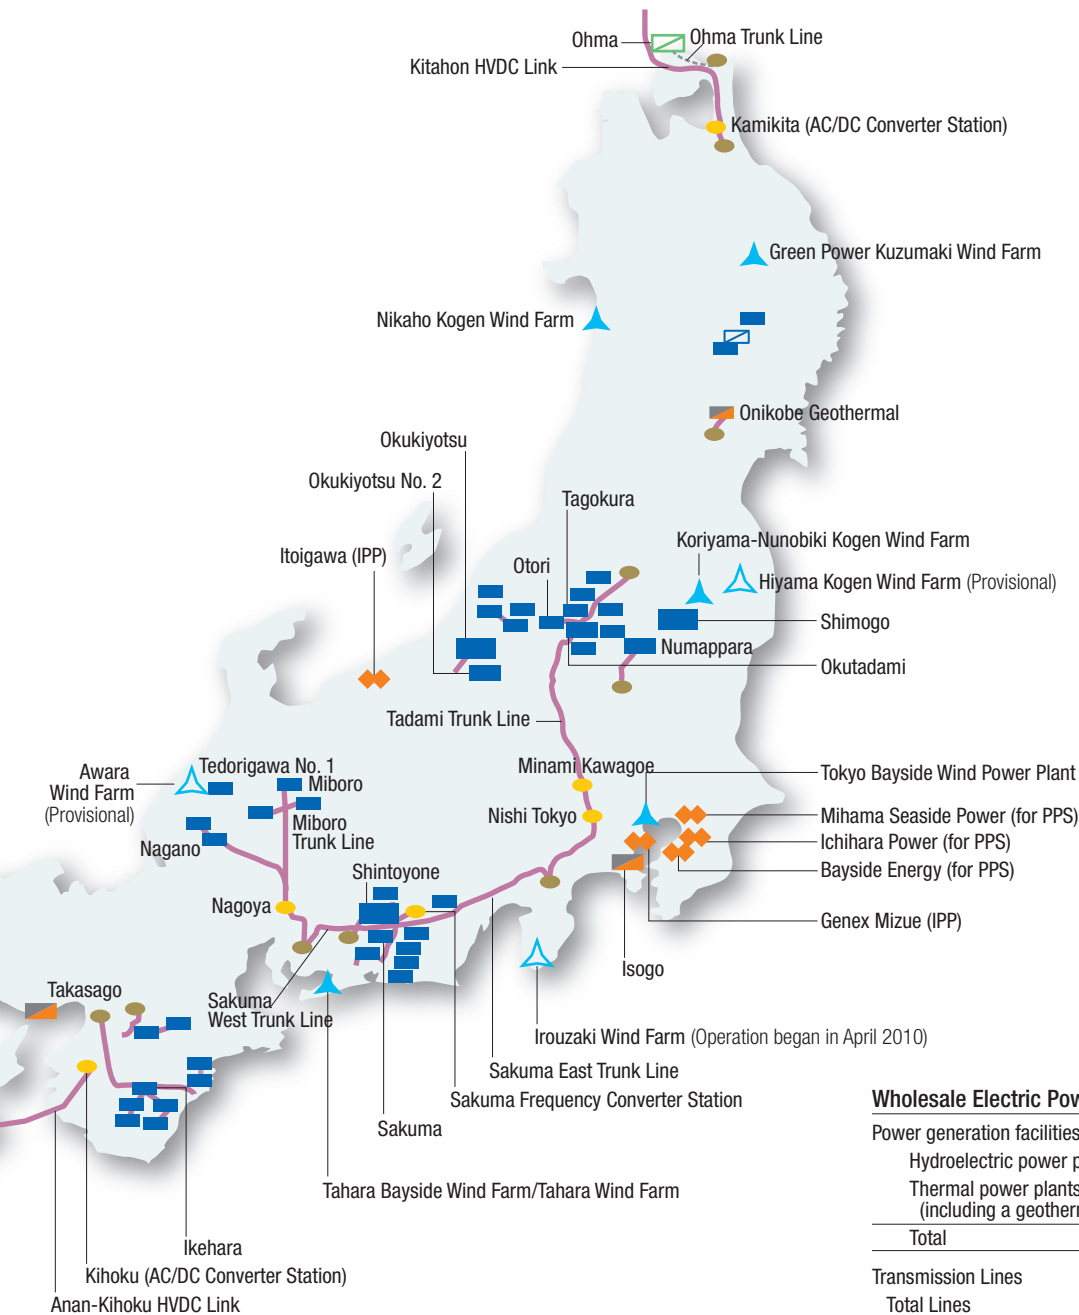 Ohma
Ohma Trunk Line
Kitahon HVDC Link
Kamikita (AC/DC Converter Station)
Green Power Kuzumaki Wind Farm
Nikaho Kogen Wind Farm
Onikobe Geothermal
Okukiyotsu
Okukiyotsu No. 2
Tagokura
Koriyama-Nunobiki Kogen Wind Farm
Itoigawa (IPP)
Otori
Hiyama Kogen Wind Farm (Provisional)
Shimogo
Numappara
Okutadami
Tadami Trunk Line
Awara
Wind Farm
(Provisional)
Tedorigawa No. 1
Miboro
Minami Kawagoe
Tokyo Bayside Wind Power Plant
Miboro
Trunk Line
Nishi Tokyo
Mihama Seaside Power (for PPS)
Nagano
Ichihara Power (for PPS)
Bayside Energy (for PPS)
Shintoyone
Nagoya
Genex Mizue (IPP)
Isogo
Takasago
Sakuma
West Trunk Line
Irouzaki Wind Farm (Operation began in April 2010)
Sakuma East Trunk Line
Sakuma Frequency Converter Station
Sakuma
Tahara Bayside Wind Farm/Tahara Wind Farm
Ikehara
Kihoku (AC/DC Converter Station)
Anan-Kihoku HVDC Link
Wholesale Electric Pow
Power generation facilities
Hydroelectric power p
Thermal power plants
(including a geotherm
Total
Transmission Lines
Total Lines